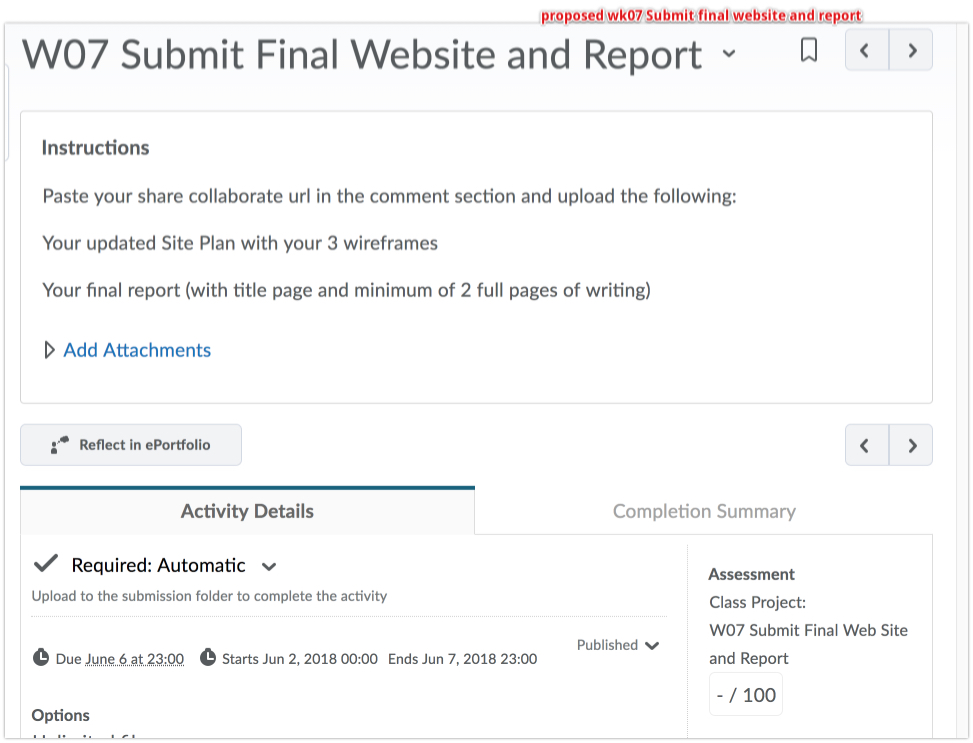 proposed wk07 Submit final website and report
W07 Submit Final Website and Report
Instructions
Paste your share collaborate url in the comment section and upload the following:
Your updated Site Plan with your 3 wireframes
Your final report (with title page and minimum of 2 full pages of writing)
Add Attachments
Reflect in ePortfolio
Activity Details
Completion Summary
Required: Automatic
Upload to the submission folder to complete the activity
Due June 6 at 23:00 Starts Jun 2, 2018 00:00 Ends Jun 7, 2018 23:00
Published
Options
Assessment
Class Project:
W07 Submit Final Web Site
and Report
- / 100